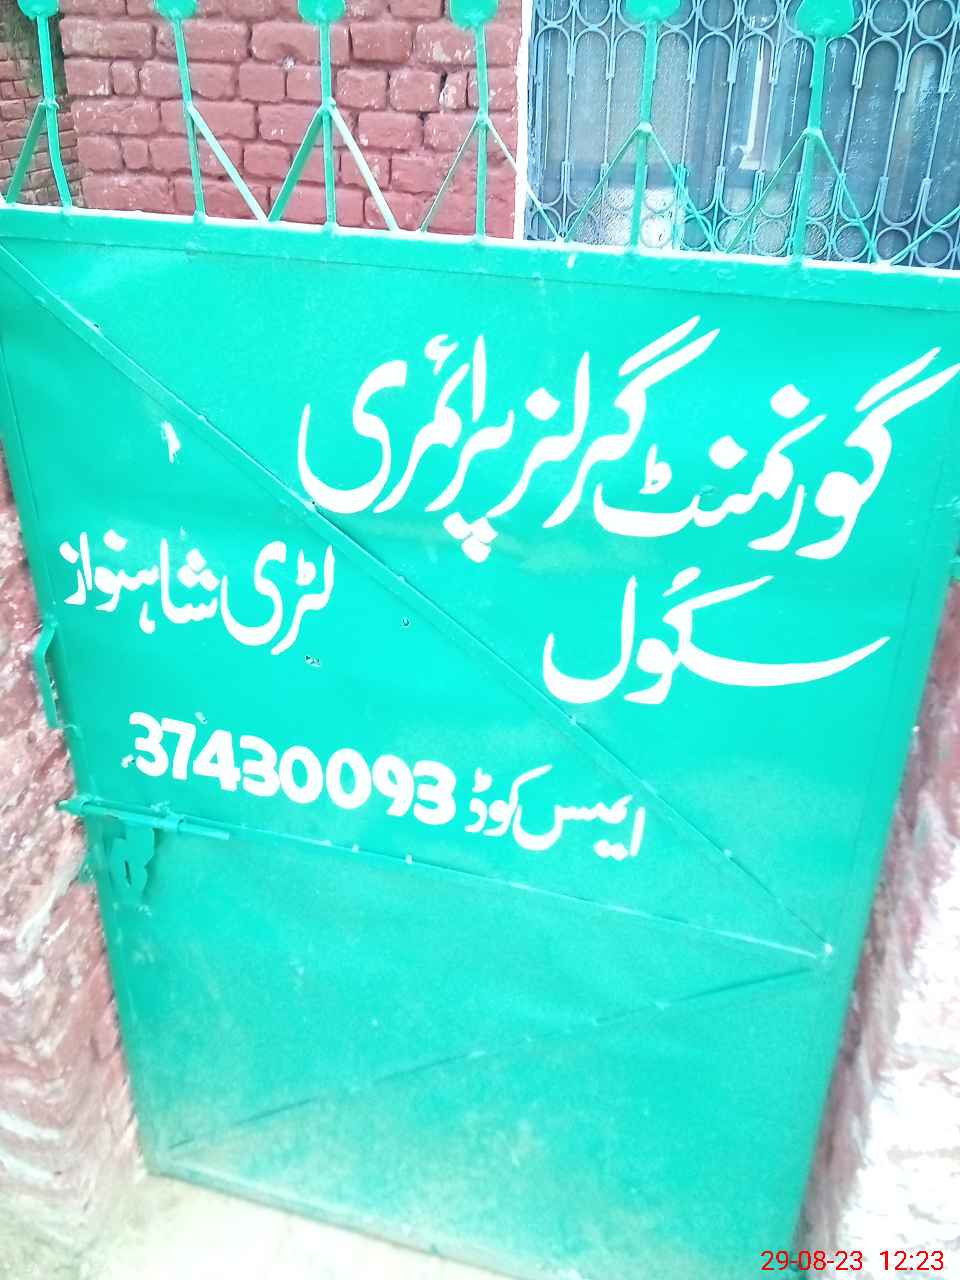 گورنمنٹ گرلز پرائمری
سکول
لٹری شاہنواز
ایمس کوڈ 37430093
29-08-23 12:23